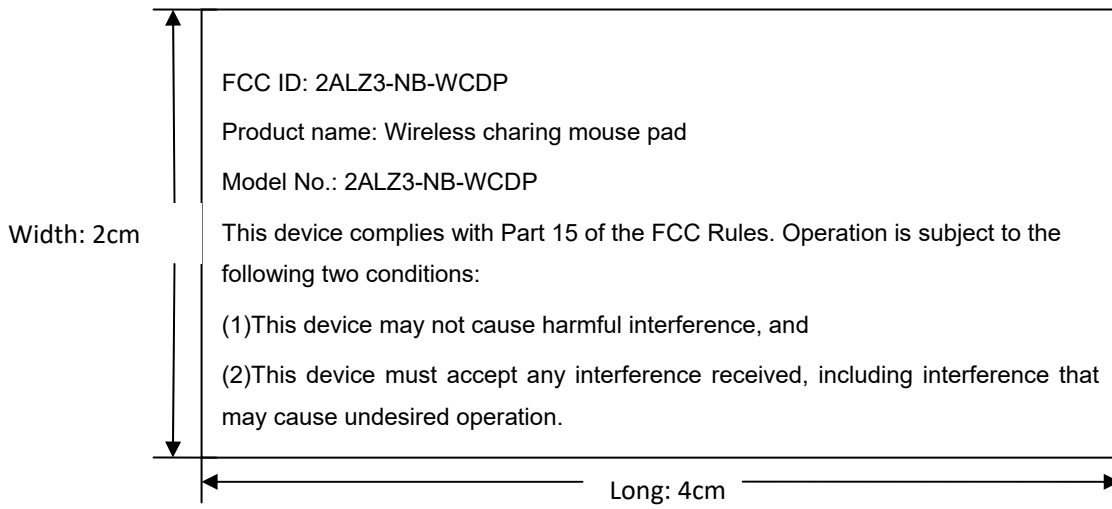 FCC ID: 2ALZ3-NB-WCDP
Product name: Wireless charing mouse pad
Model No.: 2ALZ3-NB-WCDP
Width: 2cm
This device complies with Part 15 of the FCC Rules. Operation is subject to the
following two conditions:
(1)This device may not cause harmful interference, and
(2)This device must accept any interference received, including interference that
may cause undesired operation.
Long: 4cm